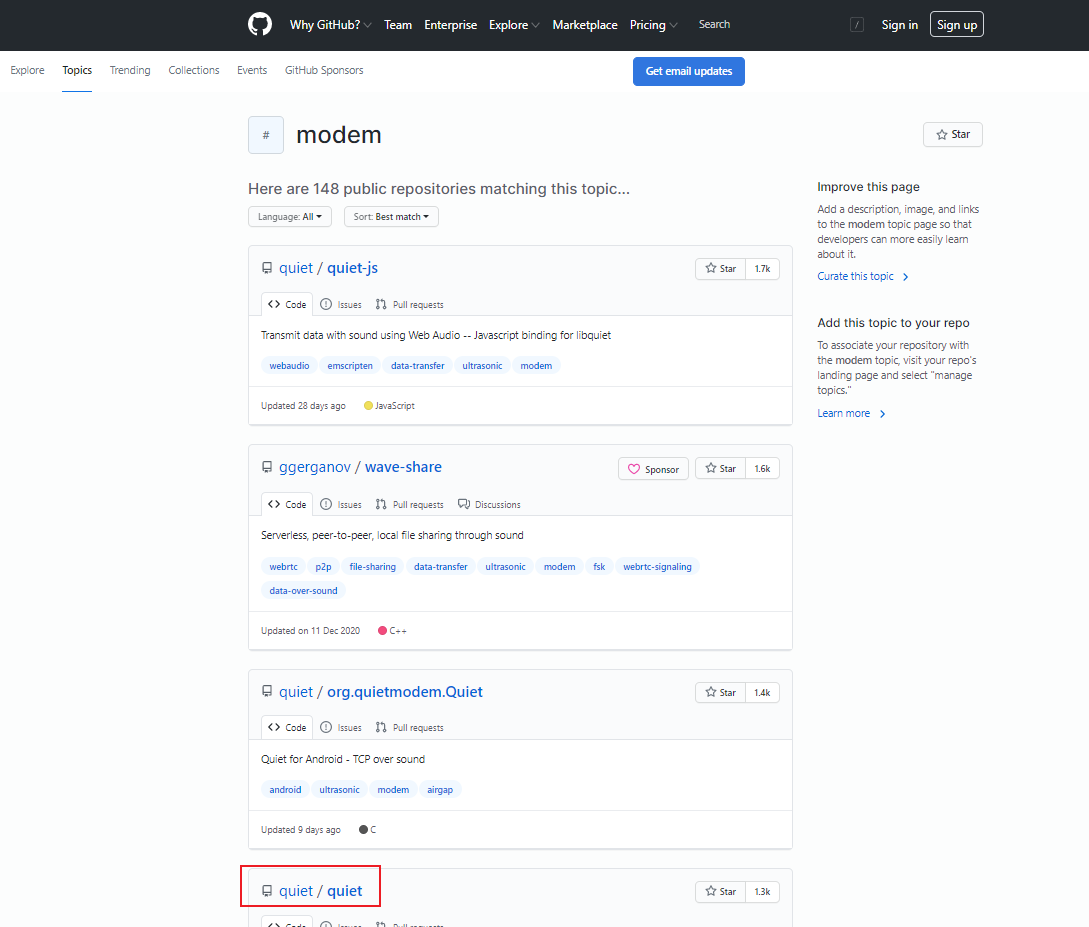 Why GitHub? Team Enterprise Explore Marketplace Pricing Search / Sign in Sign up
Explore Topics Trending Collections Events GitHub Sponsors Get email updates
# modem Star
Here are 148 public repositories matching this topic...
Language: All Sort: Best match
quiet / quiet-js Star 1.7k
Code Issues Pull requests
Transmit data with sound using Web Audio -- Javascript binding for libquiet
webaudio emscripten data-transfer ultrasonic modem
Updated 28 days ago JavaScript
ggerganov / wave-share Sponsor Star 1.6k
Code Issues Pull requests Discussions
Serverless, peer-to-peer, local file sharing through sound
webrtc p2p file-sharing data-transfer ultrasonic modem fsk webrtc-signaling
data-over-sound
Updated on 11 Dec 2020 C++
quiet / org.quietmodem.Quiet Star 1.4k
Code Issues Pull requests
Quiet for Android - TCP over sound
android ultrasonic modem airgap
Updated 9 days ago C
quiet / quiet Star 1.3k
Code Issues Pull requests
Improve this page
Add a description, image, and links
to the modem topic page so that
developers can more easily learn
about it.
Curate this topic
Add this topic to your repo
To associate your repository with
the modem topic, visit your repo's
landing page and select "manage
topics."
Learn more